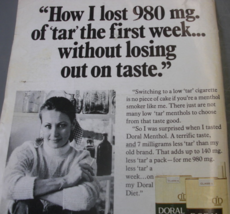 “How I lost 980 mg.
of ‘tar’ the first week...
without losing
out on taste.”
“Switching to a low ‘tar’ cigarette
is no piece of cake if you’re a menthol
smoker like me. There just are not
many low ‘tar’ menthols to choose
from that taste good.
“So I was surprised when I tasted
Doral Menthol. A terrific taste,
and 7 milligrams less ‘tar’ than my
old brand. That adds up to 140 mg.
less ‘tar’ a pack—for me 980 mg.
less ‘tar’ a
week...on
my Doral
Diet.”
DORAL